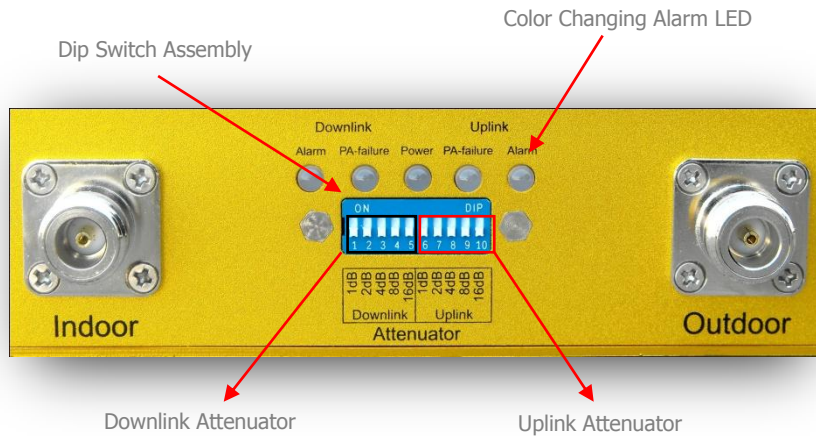 Color Changing Alarm LED
Dip Switch Assembly
Downlink Uplink
Alarm PA-failure Power PA-failure Alarm
ON DIP
1 2 3 4 5 6 7 8 9 10
1dB 2dB 4dB 8dB 16dB 1dB 2dB 4dB 8dB 16dB
Downlink Uplink
Attenuator
Indoor
Outdoor
Downlink Attenuator
Uplink Attenuator